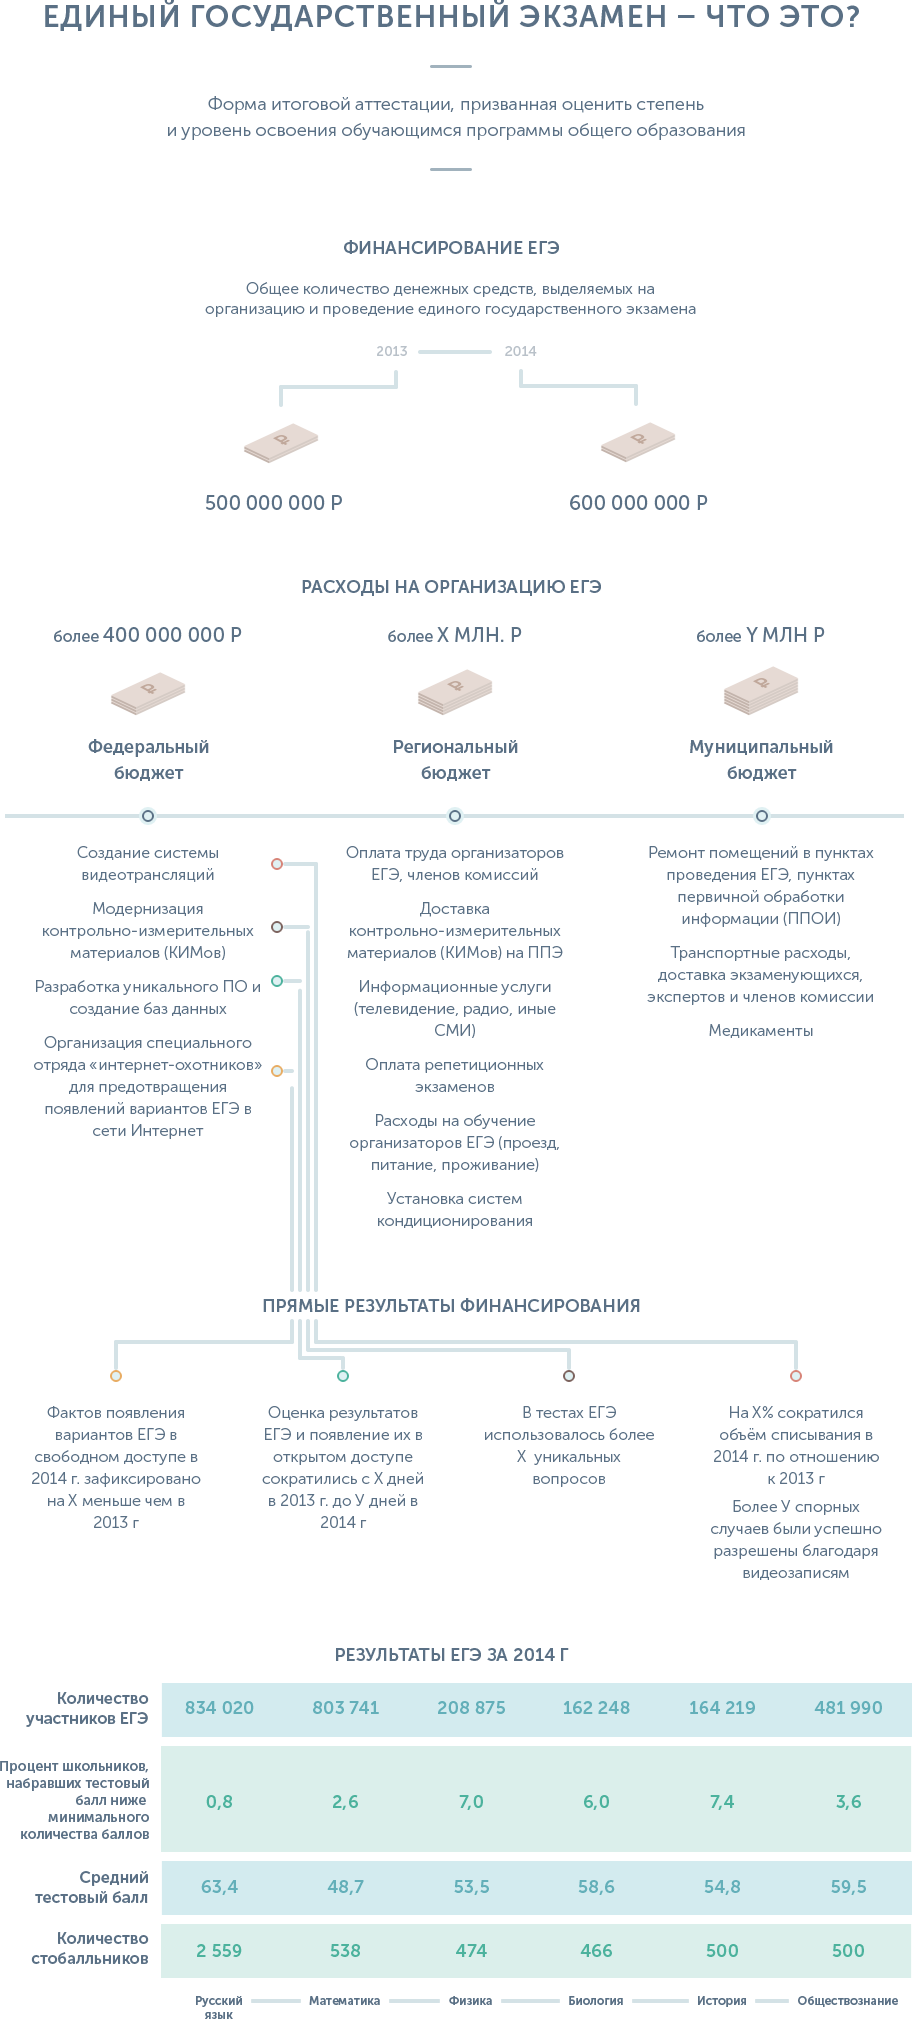 ЕДИНЫЙ ГОСУДАРСТВЕННЫЙ ЭКЗАМЕН – ЧТО ЭТО?
Форма итоговой аттестации, призванная оценить степень
и уровень освоения обучающимся программы общего образования
ФИНАНСИРОВАНИЕ ЕГЭ
Общее количество денежных средств, выделяемых на
организацию и проведение единого государственного экзамена
2013 2014
500 000 000 Р 600 000 000 Р
РАСХОДЫ НА ОРГАНИЗАЦИЮ ЕГЭ
более 400 000 000 Р
Федеральный
бюджет
Создание системы
видеотрансляций
Модернизация
контрольно-измерительных
материалов (КИМов)
Разработка уникального ПО и
создание баз данных
Организация специального
отряда «интернет-охотников»
для предотвращения
появлений вариантов ЕГЭ в
сети Интернет
более X МЛН. Р
Региональный
бюджет
Оплата труда организаторов
ЕГЭ, членов комиссий
Доставка
контрольно-измерительных
материалов (КИМов) на ППЭ
Информационные услуги
(телевидение, радио, иные
СМИ)
Оплата репетиционных
экзаменов
Расходы на обучение
организаторов ЕГЭ (проезд,
питание, проживание)
Установка систем
кондиционирования
более Y МЛН Р
Муниципальный
бюджет
Ремонт помещений в пунктах
проведения ЕГЭ, пунктах
первичной обработки
информации (ППОИ)
Транспортные расходы,
доставка экзаменующихся,
экспертов и членов комиссии
Медикаменты
ПРЯМЫЕ РЕЗУЛЬТАТЫ ФИНАНСИРОВАНИЯ
Фактов появления
вариантов ЕГЭ в
свободном доступе в
2014 г. зафиксировано
на X меньше чем в
2013 г
Оценка результатов
ЕГЭ и появление их в
открытом доступе
сократились с X дней
в 2013 г. до У дней в
2014 г
В тестах ЕГЭ
использовалось более
X уникальных
вопросов
На X% сократился
объём списывания в
2014 г. по отношению
к 2013 г
Более У спорных
случаев были успешно
разрешены благодаря
видеозаписям
РЕЗУЛЬТАТЫ ЕГЭ ЗА 2014 Г
Количество
участников ЕГЭ
834 020 803 741 208 875 162 248 164 219 481 990
Процент школьников,
набравших тестовый
балл ниже
минимального
количества баллов
0,8 2,6 7,0 6,0 7,4 3,6
Средний
тестовый балл
63,4 48,7 53,5 58,6 54,8 59,5
Количество
стобалльников
2 559 538 474 466 500 500
Русский
язык
Математика Физика Биология История Обществознание